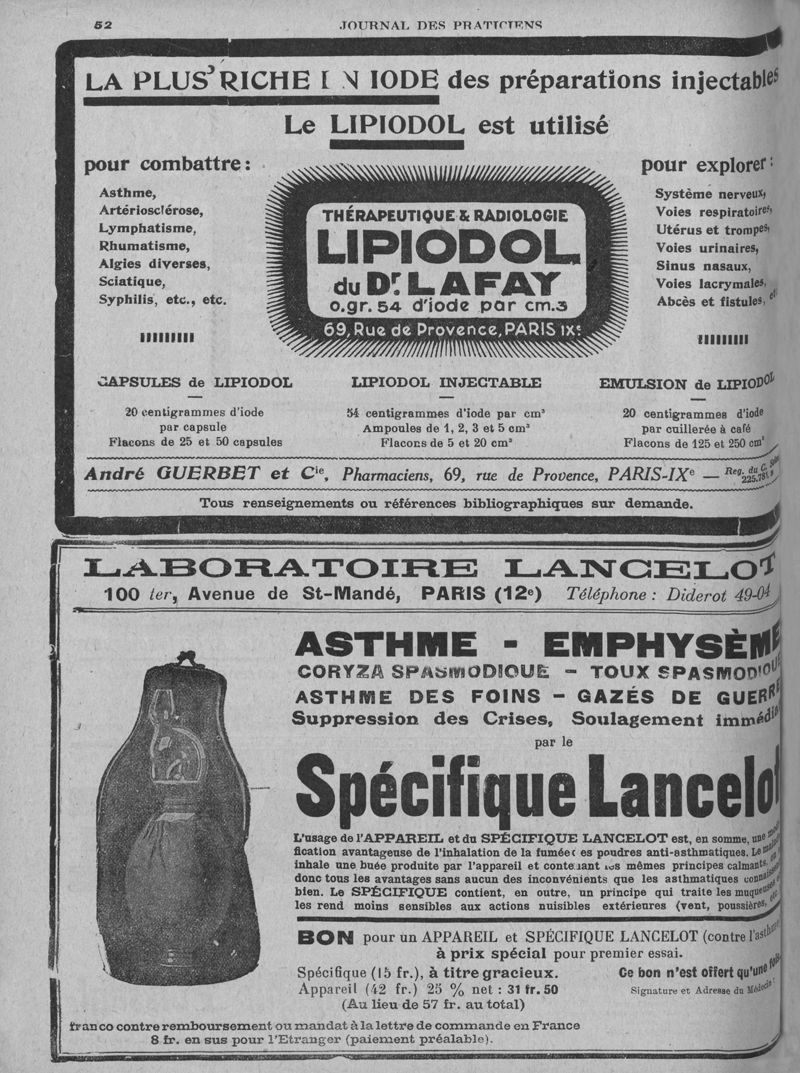 52
JOURNAL DES PRATICIENS
LA PLUS RICHE EN IODE des préparations injectables
Le LIPIODOL est utilisé
pour combattre :
Asthme,
Artériosclérose,
Lymphatisme,
Rhumatisme,
Algies diverses,
Sciatique,
Syphilis, etc., etc.
THÉRAPEUTIQUE & RADIOLOGIE
LIPIODOL
du Dr. LAFAY
0.gr. 54 d'iode par cm.3
69, Rue de Provence, PARIS IXe
pour explorer :
Système nerveux,
Voies respiratoires,
Utérus et trompes,
Voies urinaires,
Sinus nasaux,
Voies lacrymales,
Abcès et fistules,
CAPSULES de LIPIODOL
20 centigrammes d'iode
par capsule
Flacons de 25 et 50 capsules
LIPIODOL INJECTABLE
54 centigrammes d'iode par cm³
Ampoules de 1, 2, 3 et 5 cm³
Flacons de 5 et 20 cm³
EMULSION de LIPIODOL
20 centigrammes d'iode
par cuillerée à café
Flacons de 125 et 250 cm³
André GUERBET et Cie, Pharmaciens, 69, rue de Provence, PARIS-IXe — Reg. du C.
Tous renseignements ou références bibliographiques sur demande.
LABORATOIRE LANCELOT
100 ter, Avenue de St-Mandé, PARIS (12e) Téléphone : Diderot 49-04
ASTHME - EMPHYSÈME
CORYZA SPASMODIQUE - TOUX SPASMODIQUE
ASTHME DES FOINS - GAZÉS DE GUERRE
Suppression des Crises, Soulagement immédiat
par le
Spécifique Lancelot
L'usage de l'APPAREIL et du SPÉCIFIQUE LANCELOT est, en somme, une
fication avantageuse de l'inhalation de la fumée des poudres anti-asthmatiques. Le malade
inhale une buée produite par l'appareil et contenant les mêmes principes calmants,
donc tous les avantages sans aucun des inconvénients que les asthmatiques connaissent
bien. Le SPÉCIFIQUE contient, en outre, un principe qui traite les muqueuses et
les rend moins sensibles aux actions nuisibles extérieures (vent, poussières,
BON pour un APPAREIL et SPÉCIFIQUE LANCELOT (contre l'asthme)
à prix spécial pour premier essai.
Spécifique (15 fr.), à titre gracieux.
Appareil (42 fr.) 25 % net : 31 fr. 50
(Au lieu de 57 fr. au total)
Ce bon n'est offert qu'une fois.
Signature et Adresse du Médecin :
franco contre remboursement ou mandat à la lettre de commande en France
8 fr. en sus pour l'Etranger (paiement préalable).